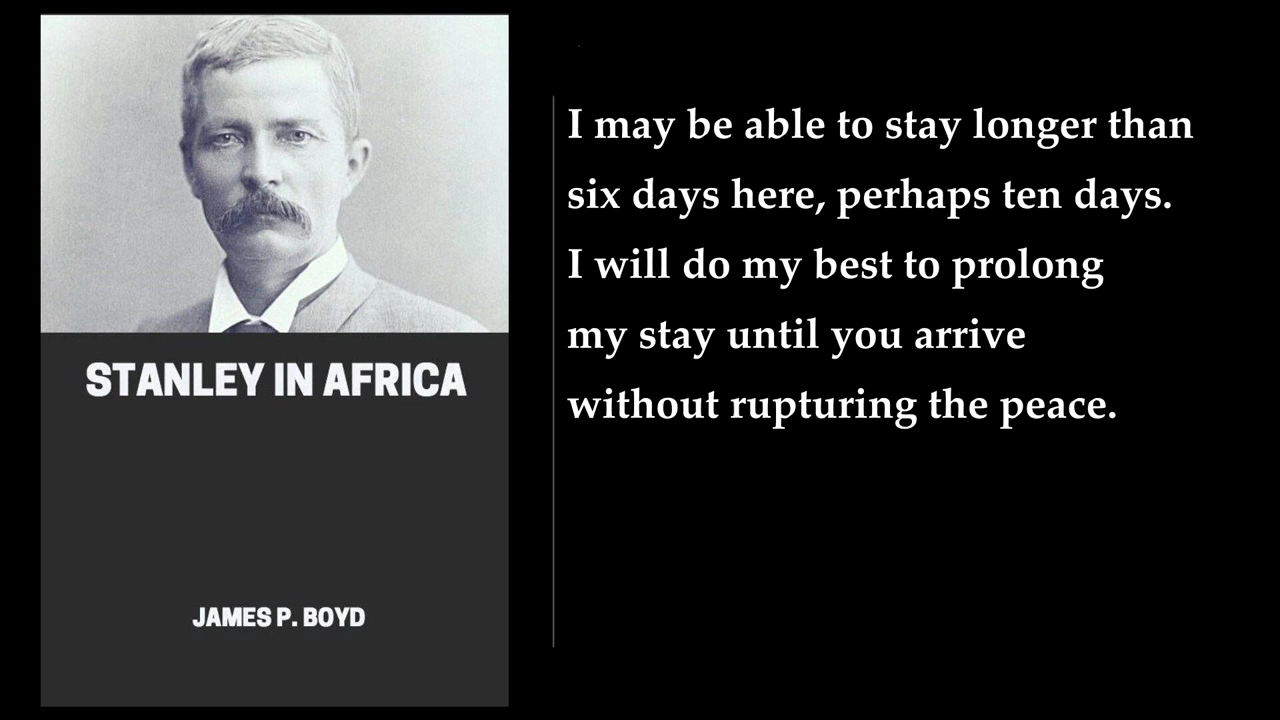 STANLEY IN AFRICA
JAMES P. BOYD
I may be able to stay longer than
six days here, perhaps ten days.
I will do my best to prolong
my stay until you arrive
without rupturing the peace.